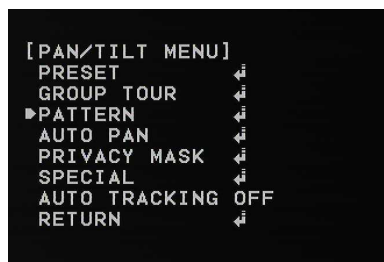 [PAN/TILT MENU]
PRESET ↲
GROUP TOUR ↲
▶PATTERN ↲
AUTO PAN ↲
PRIVACY MASK ↲
SPECIAL ↲
AUTO TRACKING OFF
RETURN ↲